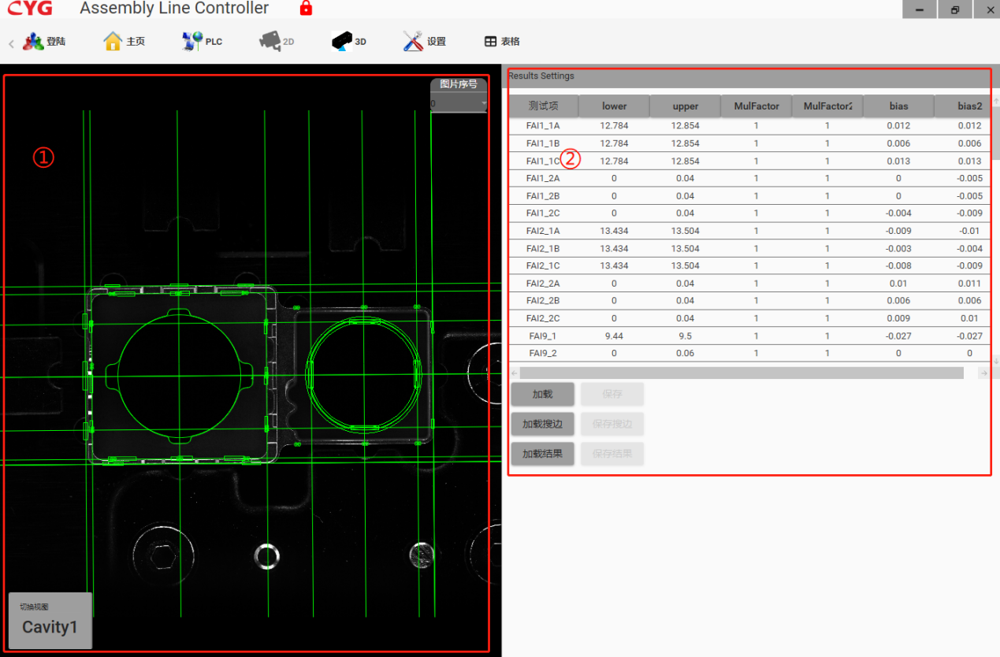 CYG Assembly Line Controller
登陆 主页 PLC 2D 3D 设置 表格
图片序号
0
①
切换视图
Cavity1
Results Settings
测试项 lower upper MulFactor MulFactor2 bias bias2
FAI1_1A 12.784 12.854 1 1 0.012 0.012
FAI1_1B 12.784 12.854 1 1 0.006 0.006
FAI1_1C ② 12.784 12.854 1 1 0.013 0.013
FAI1_2A 0 0.04 1 1 0 -0.005
FAI1_2B 0 0.04 1 1 0 -0.005
FAI1_2C 0 0.04 1 1 -0.004 -0.009
FAI2_1A 13.434 13.504 1 1 -0.009 -0.01
FAI2_1B 13.434 13.504 1 1 -0.003 -0.004
FAI2_1C 13.434 13.504 1 1 -0.008 -0.009
FAI2_2A 0 0.04 1 1 0.01 0.011
FAI2_2B 0 0.04 1 1 0.006 0.006
FAI2_2C 0 0.04 1 1 0.009 0.01
FAI9_1 9.44 9.5 1 1 -0.027 -0.027
FAI9_2 0 0.06 1 1 0 0
加载 保存
加载搜边 保存搜边
加载结果 保存结果